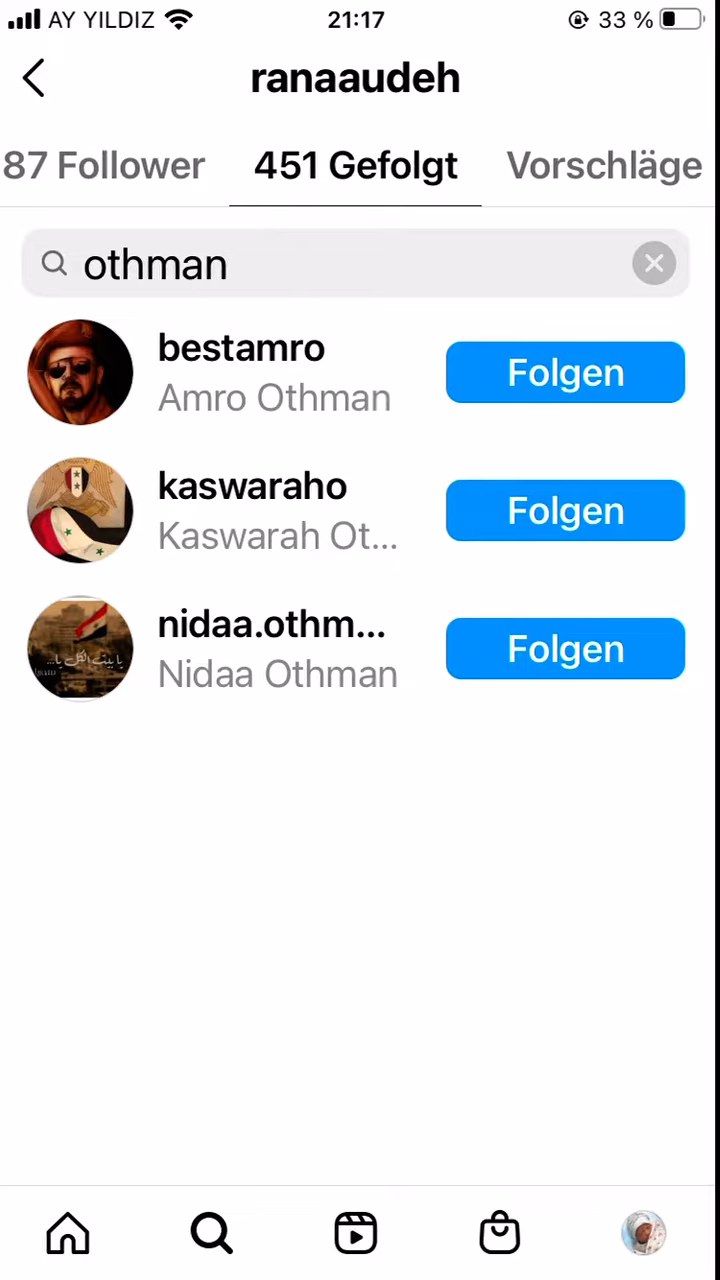 AY YILDIZ 21:17 33 %
ranaaudeh
87 Follower 451 Gefolgt Vorschläge
othman
bestamro
Amro Othman
Folgen
kaswaraho
Kaswarah Ot...
Folgen
nidaa.othm...
Nidaa Othman
Folgen